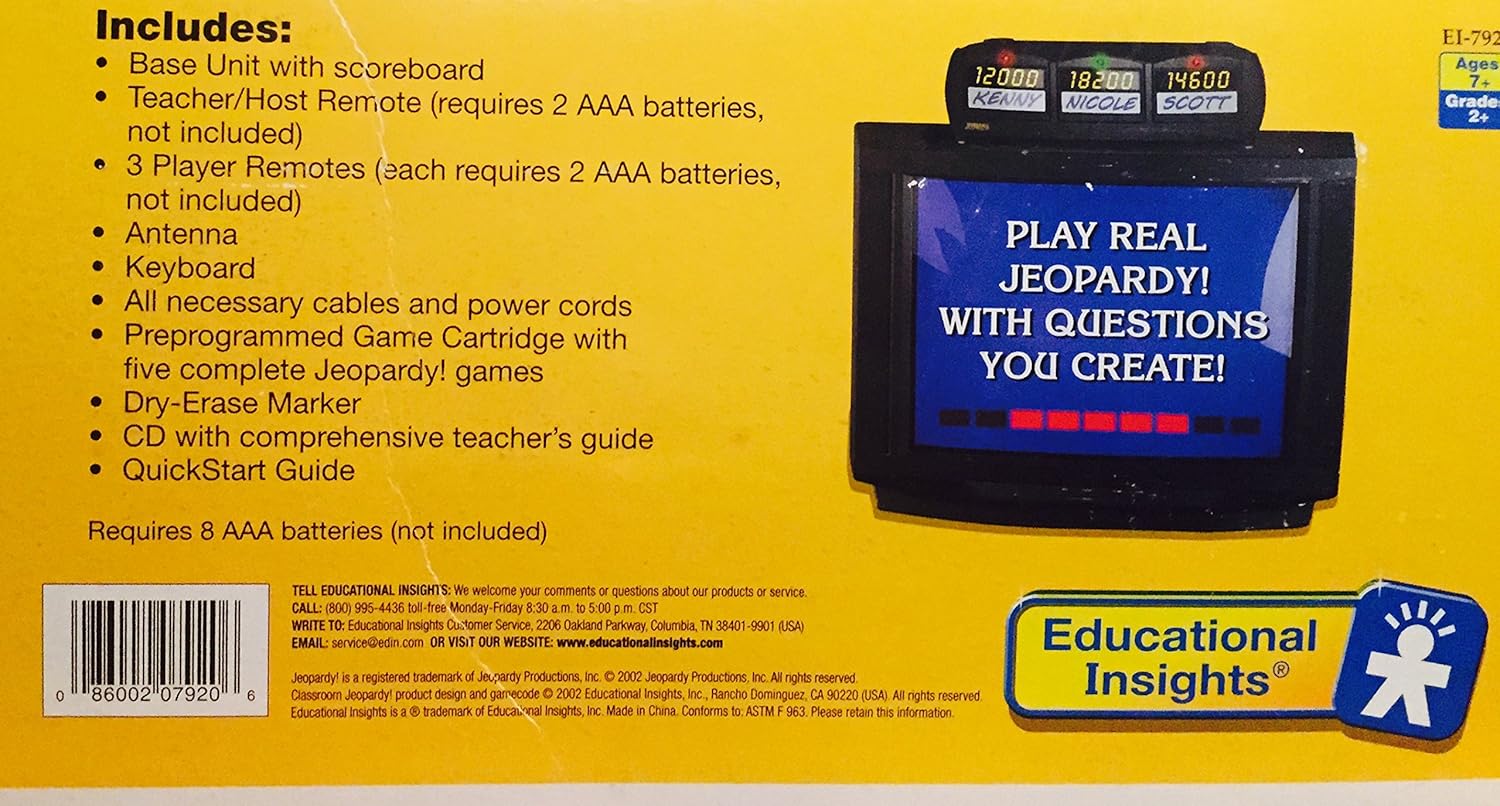 Includes:
• Base Unit with scoreboard
• Teacher/Host Remote (requires 2 AAA batteries,
not included)
• 3 Player Remotes (each requires 2 AAA batteries,
not included)
• Antenna
• Keyboard
• All necessary cables and power cords
• Preprogrammed Game Cartridge with
five complete Jeopardy! games
• Dry-Erase Marker
• CD with comprehensive teacher's guide
• QuickStart Guide
Requires 8 AAA batteries (not included)
12000 18200 14600
KENNY NICOLE SCOTT
PLAY REAL
JEOPARDY!
WITH QUESTIONS
YOU CREATE!
EI-792
Ages
7+
Grade
2+
0 86002 07920 6
TELL EDUCATIONAL INSIGHTS: We welcome your comments or questions about our products or service.
CALL: (800) 995-4436 toll-free Monday-Friday 8:30 a.m. to 5:00 p.m. CST
WRITE TO: Educational Insights Customer Service, 2206 Oakland Parkway, Columbia, TN 38401-9901 (USA)
EMAIL: service@edin.com OR VISIT OUR WEBSITE: www.educationalinsights.com
Jeopardy! is a registered trademark of Jeopardy Productions, Inc. © 2002 Jeopardy Productions, Inc. All rights reserved.
Classroom Jeopardy! product design and gamecode © 2002 Educational Insights, Inc., Rancho Dominguez, CA 90220 (USA). All rights reserved.
Educational Insights is a ® trademark of Educational Insights, Inc. Made in China. Conforms to: ASTM F 963. Please retain this information.
Educational
Insights®